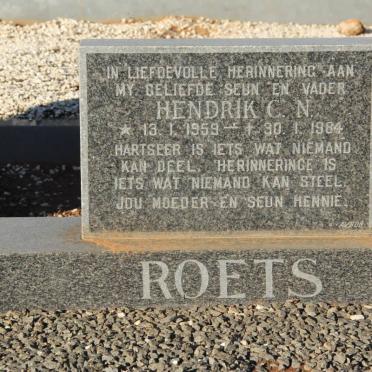 IN LIEFDEVOLLE HERINNERING AAN
MY GELIEFDE SEUN EN VADER
HENDRIK C. N.
★ 13. 1. 1959 — ✝ 30. 1. 1984
HARTSEER IS IETS WAT NIEMAND
KAN DEEL, HERINNERINGE IS
IETS WAT NIEMAND KAN STEEL.
JOU MOEDER EN SEUN HENNIE.
ROETS